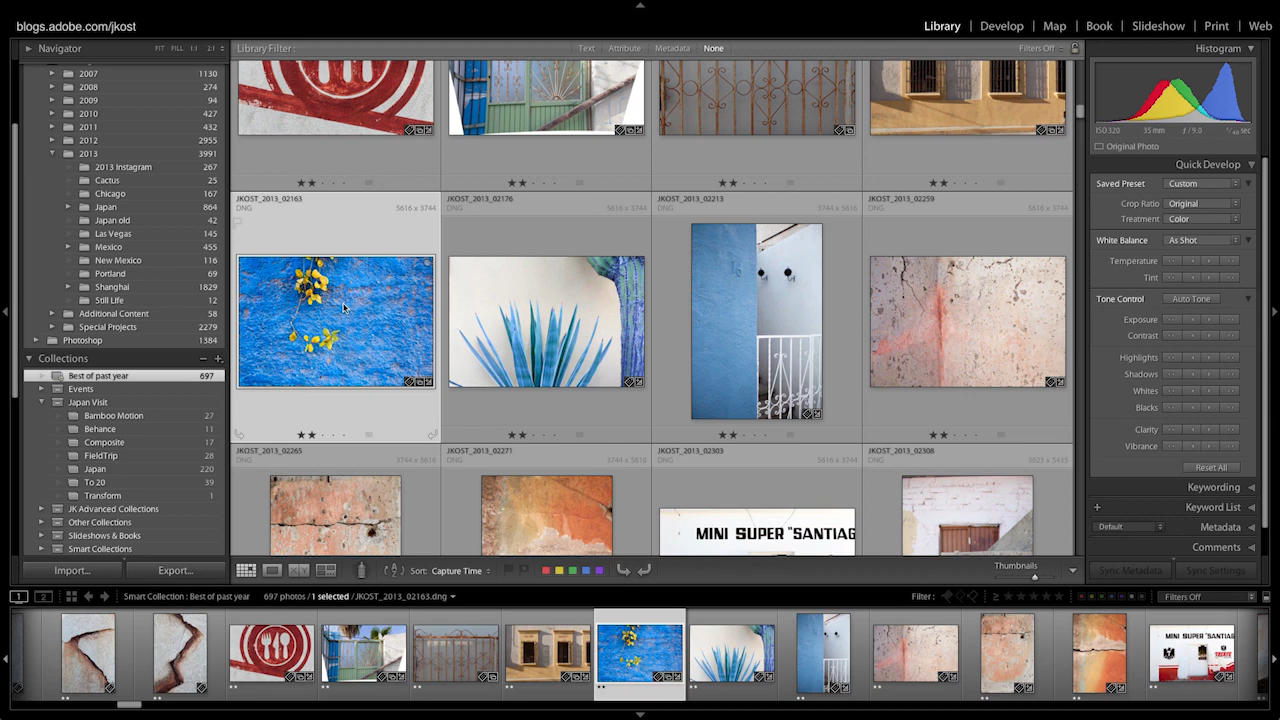 blogs.adobe.com/jkost
Library | Develop | Map | Book | Slideshow | Print | Web
Navigator FIT FILL 1:1 2:1
Library Filter: Text Attribute Metadata None Filters Off
Histogram
2007 1130
2008 274
2009 94
2010 427
2011 432
2012 2955
2013 3991
2013 Instagram 267
Cactus 25
Chicago 167
Japan 864
Japan old 42
Las Vegas 145
Mexico 455
New Mexico 116
Portland 69
Shanghai 1829
Still Life 12
Additional Content 58
Special Projects 2279
Photoshop 1384
Collections
Best of past year 697
Events
Japan Visit
Bamboo Motion 27
Behance 11
Composite 17
FieldTrip 28
Japan 220
To 20 39
Transform 1
JK Advanced Collections
Other Collections
Slideshows & Books
Smart Collections
Import... Export...
JKOST_2013_02163
DNG 5616 x 3744
JKOST_2013_02176
DNG 5616 x 3744
JKOST_2013_02213
DNG 3744 x 5616
JKOST_2013_02259
DNG 5616 x 3744
JKOST_2013_02265
DNG 3744 x 5616
JKOST_2013_02271
DNG 3744 x 5616
JKOST_2013_02303
DNG 5616 x 3744
JKOST_2013_02308
DNG
MINI SUPER "SANTIAG
ISO 320 35 mm f / 9.0 sec
Original Photo
Quick Develop
Saved Preset Custom
Crop Ratio Original
Treatment Color
White Balance As Shot
Temperature
Tint
Tone Control Auto Tone
Exposure
Contrast
Highlights
Shadows
Whites
Blacks
Clarity
Vibrance
Reset All
Keywording
Keyword List
Default Metadata
Comments
Sync Metadata Sync Settings
Sort: Capture Time
Thumbnails
1 2 Smart Collection : Best of past year 697 photos / 1 selected / JKOST_2013_02163.dng
Filter : Filters Off
MINI SUPER "SANTIAG